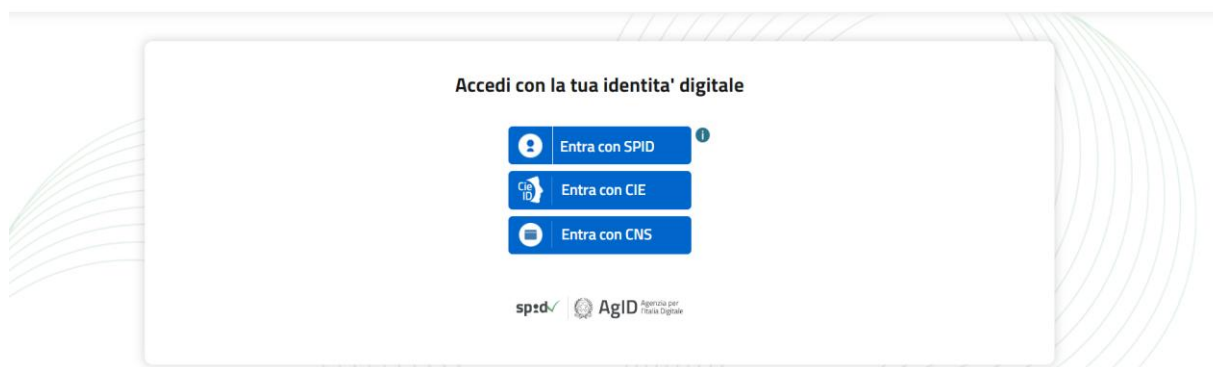 Accedi con la tua identita' digitale
Entra con SPID
i
Entra con CIE
Cie
ID
Entra con CNS
spid
AgID
Agenzia per
l'Italia Digitale